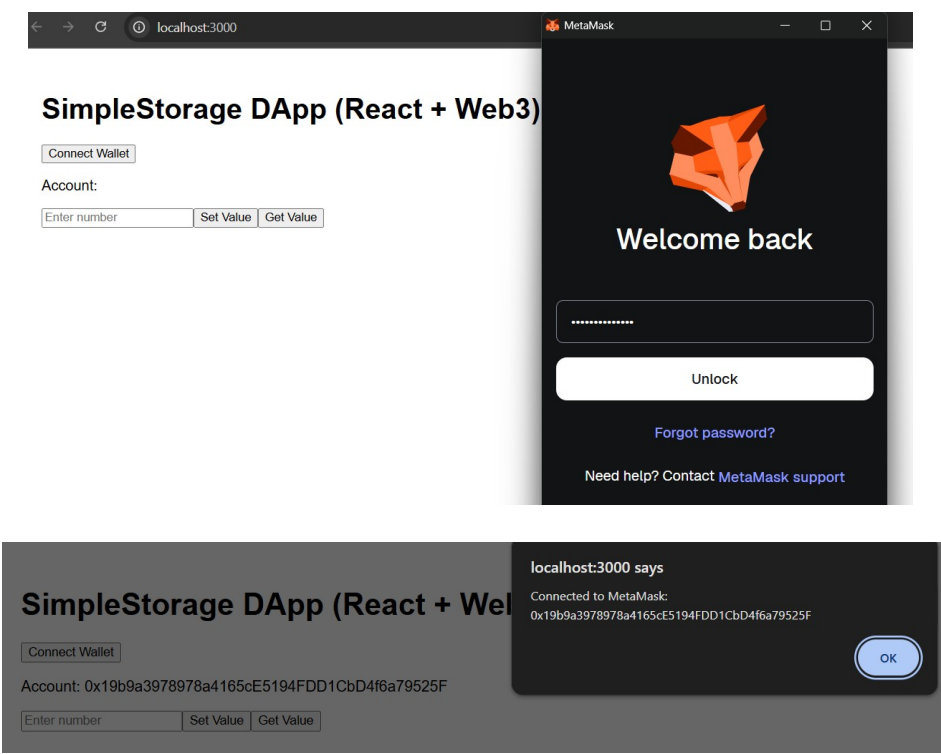 localhost:3000
MetaMask
SimpleStorage DApp (React + Web3)
Connect Wallet
Account:
Enter number Set Value Get Value
Welcome back
••••••••••••••
Unlock
Forgot password?
Need help? Contact MetaMask support
localhost:3000 says
Connected to MetaMask:
0x19b9a3978978a4165cE5194FDD1CbD4f6a79525F
OK
SimpleStorage DApp (React + Wel
Connect Wallet
Account: 0x19b9a3978978a4165cE5194FDD1CbD4f6a79525F
Enter number Set Value Get Value